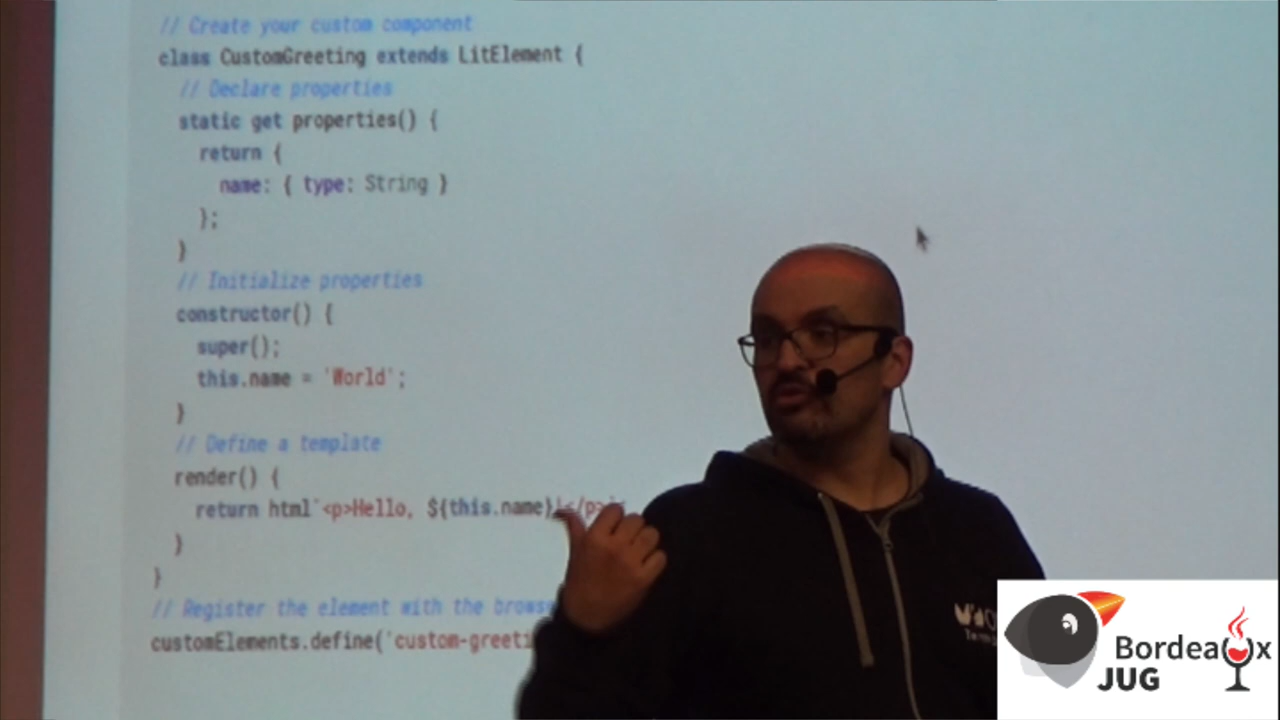 // Create your custom component
class CustomGreeting extends LitElement {
// Declare properties
static get properties() {
return {
name: { type: String }
};
}
// Initialize properties
constructor() {
super();
this.name = 'World';
}
// Define a template
render() {
return html`<p>Hello, ${this.name}!</p>`;
}
}
// Register the element with the brows
customElements.define('custom-greeti
Bordeaux
JUG